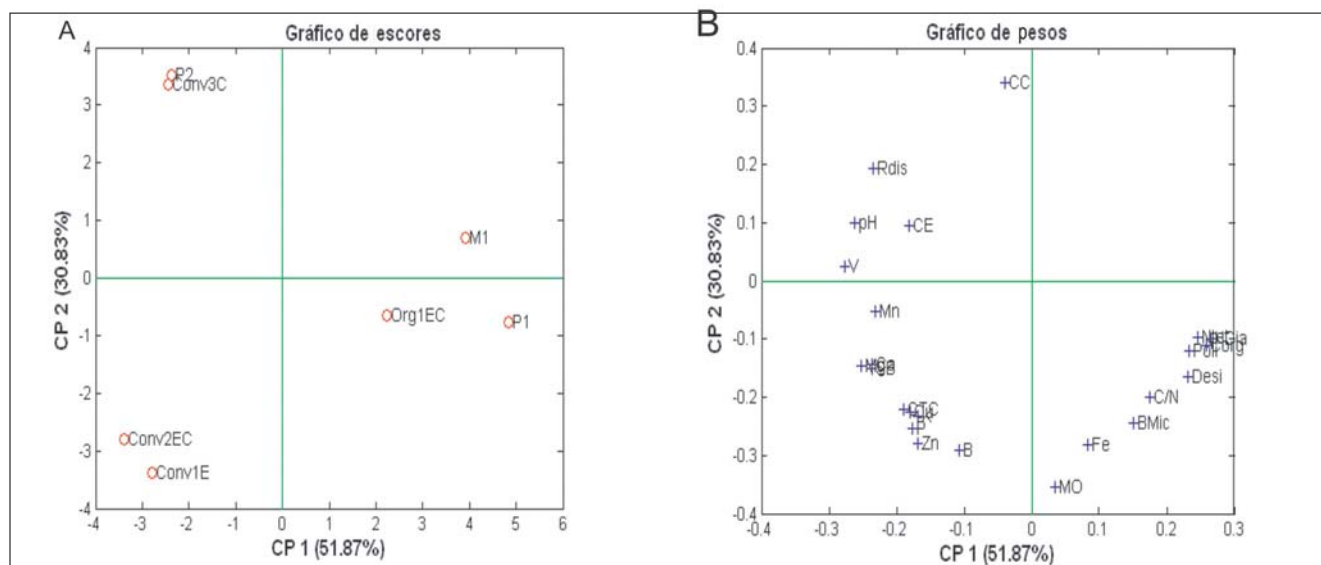 A
Gráfico de escores
4
3
2
1
0
-1
-2
-3
-4
CP 2 (30.83%)
P2
Conv3C
M1
Org1EC
P1
Conv2EC
Conv1E
-4 -3 -2 -1 0 1 2 3 4 5 6
CP 1 (51.87%)
B
Gráfico de pesos
0.4
0.3
0.2
0.1
0
-0.1
-0.2
-0.3
-0.4
CP 2 (30.83%)
CC
Rdis
pH
CE
V
Mn
CTC
P
Zn
B
Desi
C/N
BMic
Fe
MO
-0.4 -0.3 -0.2 -0.1 0 0.1 0.2 0.3
CP 1 (51.87%)